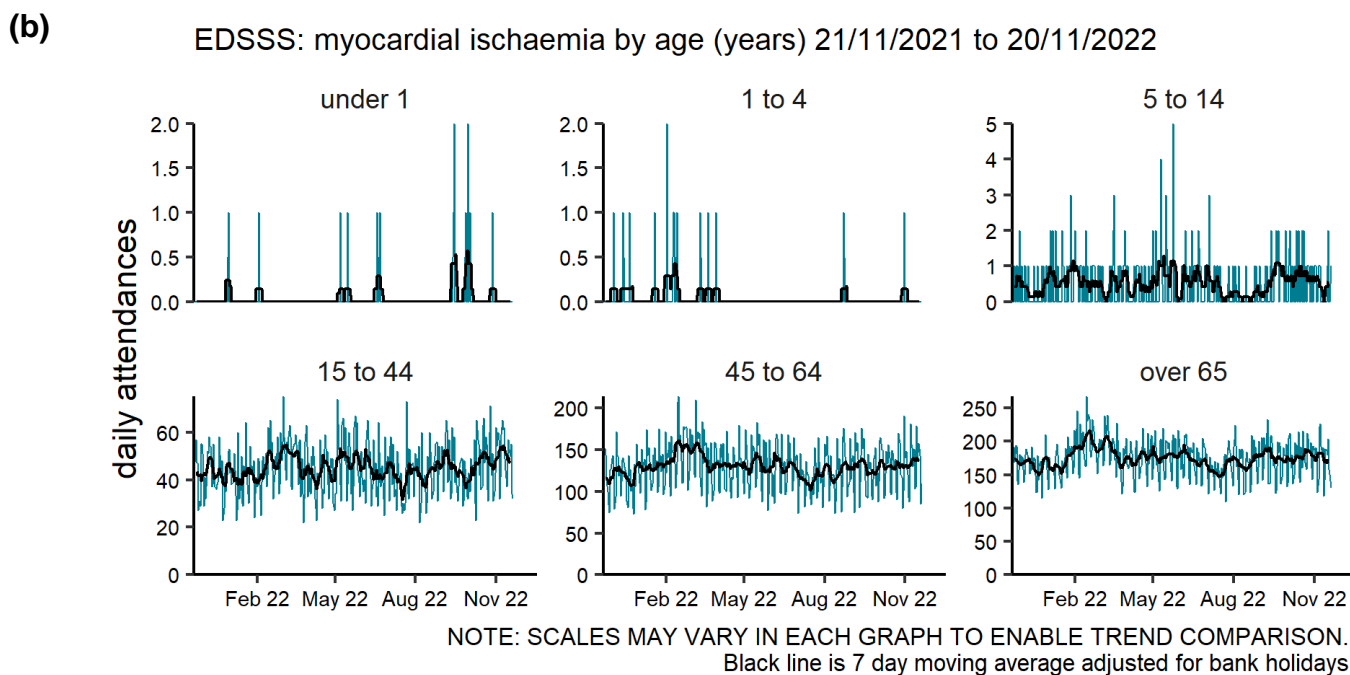 (b)
EDSSS: myocardial ischaemia by age (years) 21/11/2021 to 20/11/2022
daily attendances
under 1
2.0
1.5
1.0
0.5
0.0
1 to 4
2.0
1.5
1.0
0.5
0.0
5 to 14
5
4
3
2
1
0
15 to 44
60
40
20
0
Feb 22 May 22 Aug 22 Nov 22
45 to 64
200
150
100
50
0
Feb 22 May 22 Aug 22 Nov 22
over 65
250
200
150
100
50
0
Feb 22 May 22 Aug 22 Nov 22
NOTE: SCALES MAY VARY IN EACH GRAPH TO ENABLE TREND COMPARISON.
Black line is 7 day moving average adjusted for bank holidays